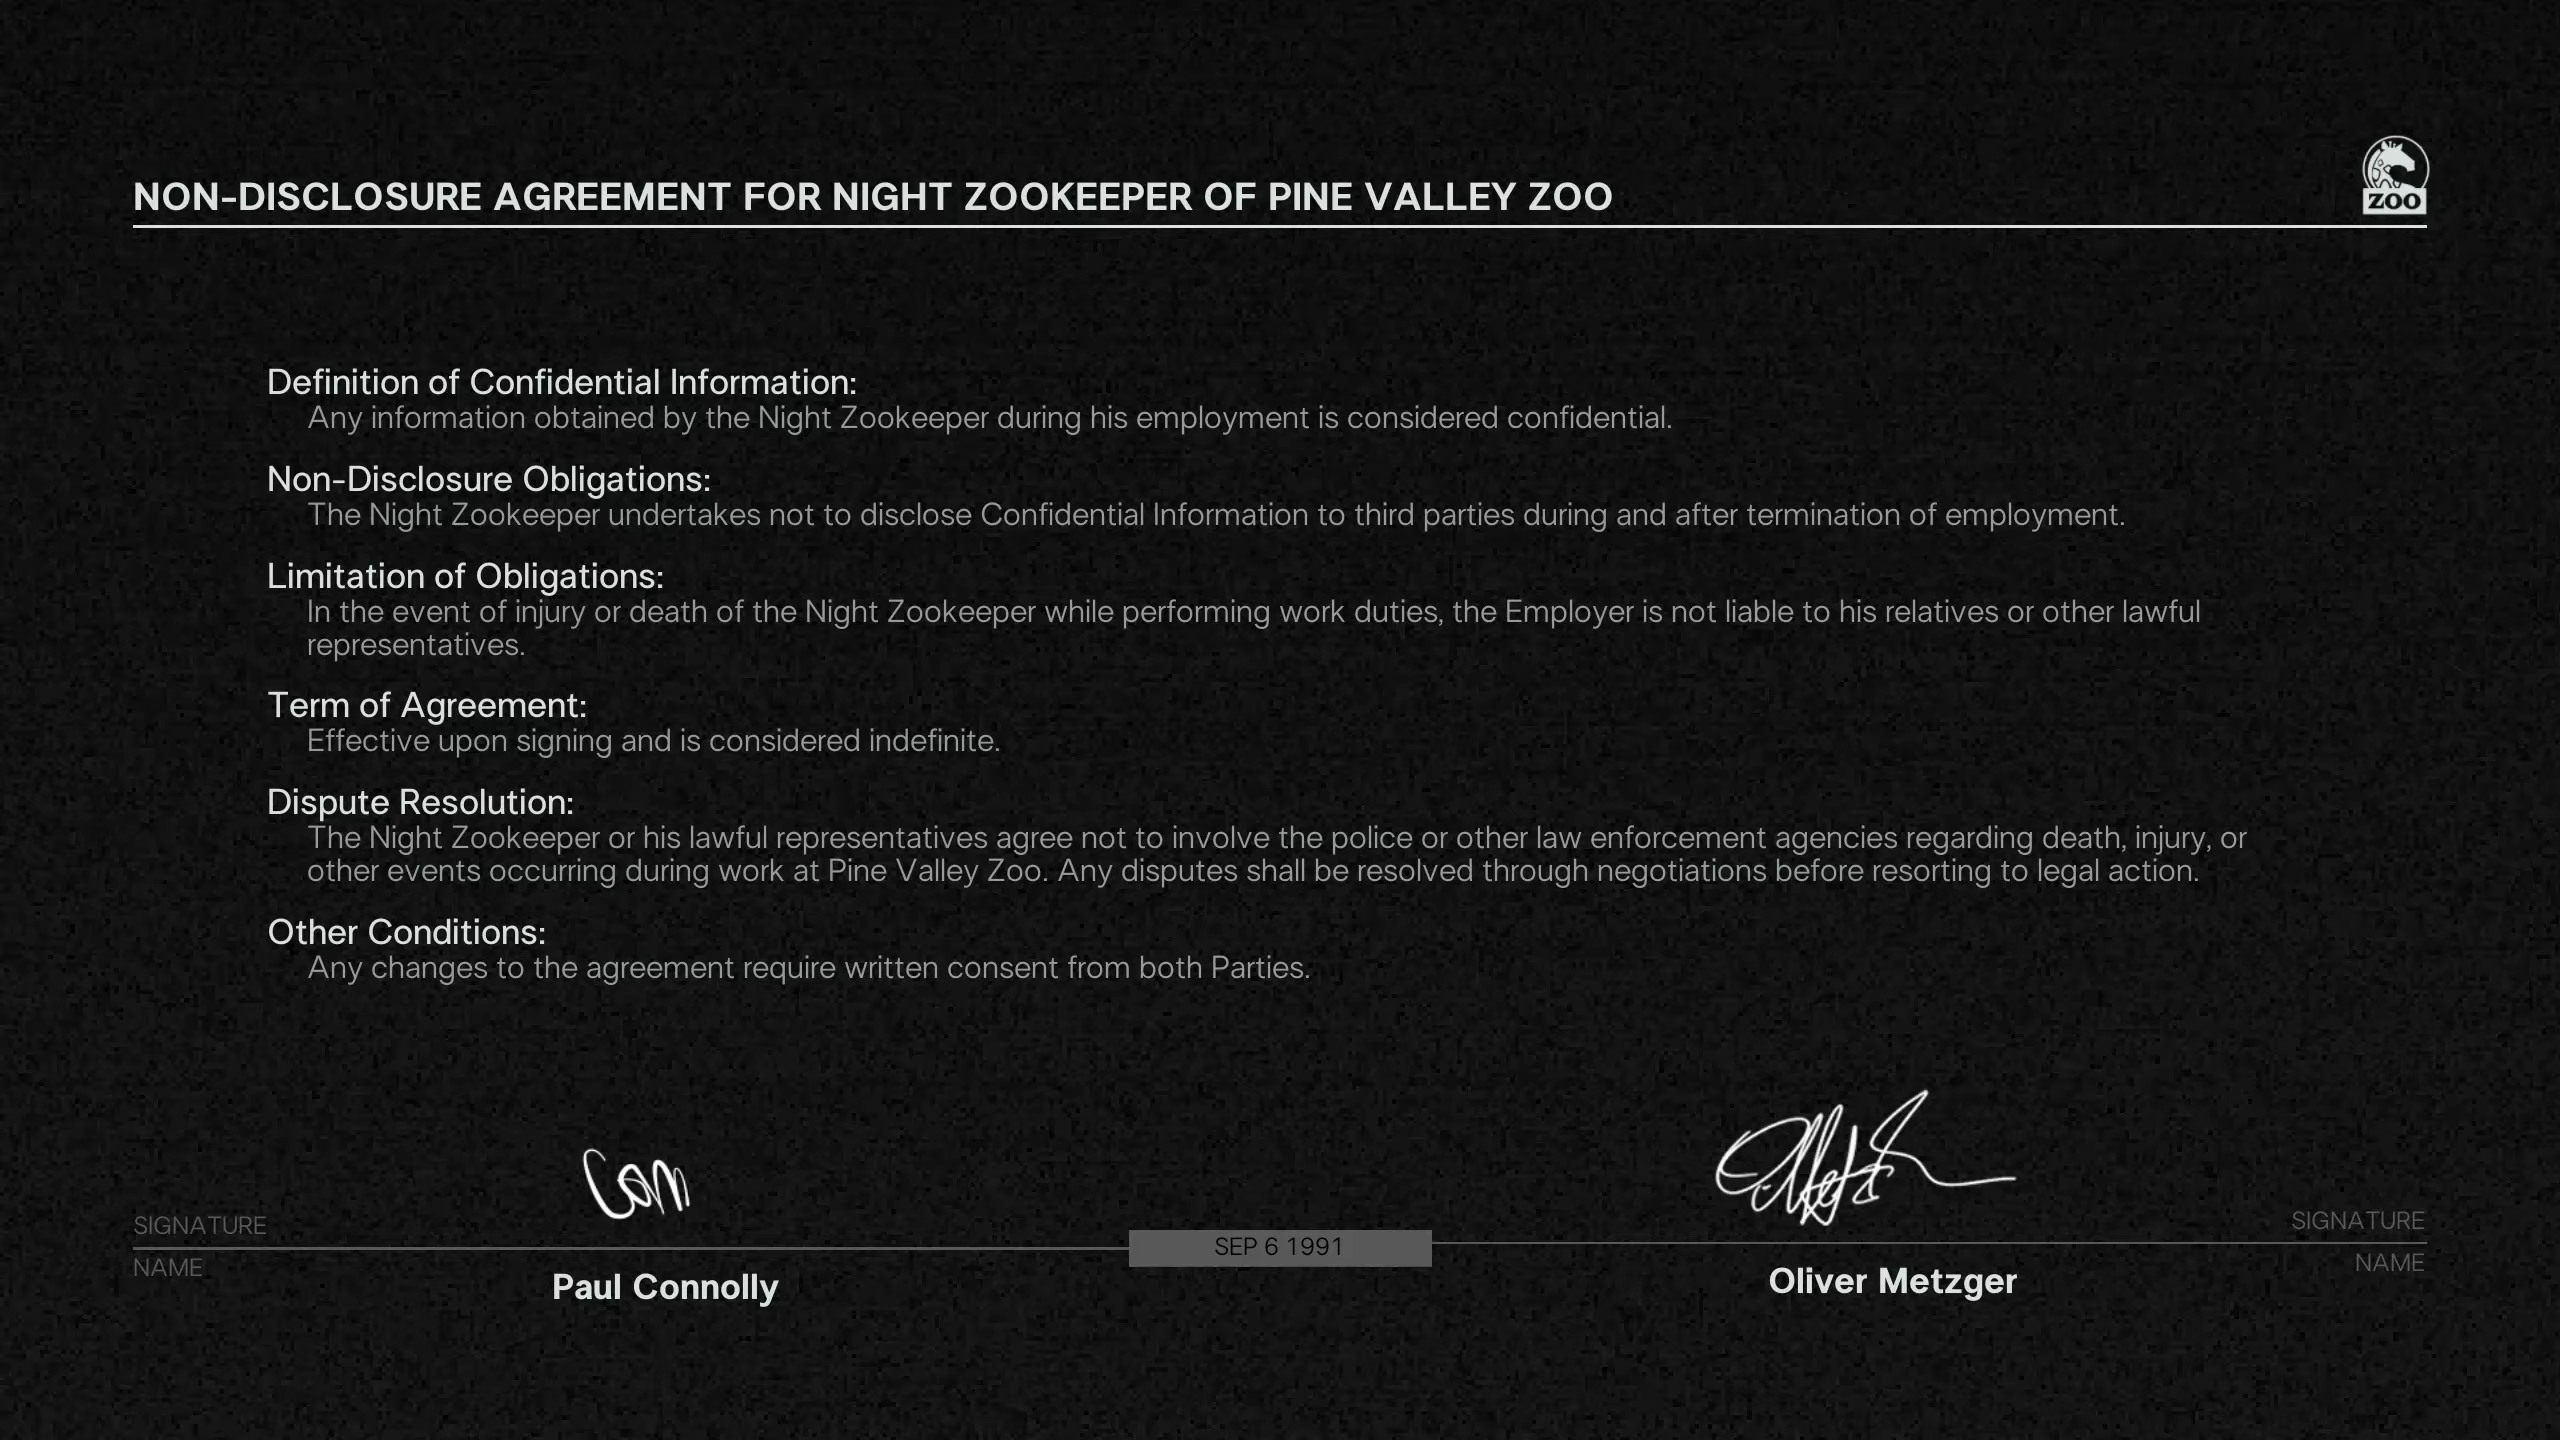 NON-DISCLOSURE AGREEMENT FOR NIGHT ZOOKEEPER OF PINE VALLEY ZOO
ZOO
Definition of Confidential Information:
Any information obtained by the Night Zookeeper during his employment is considered confidential.
Non-Disclosure Obligations:
The Night Zookeeper undertakes not to disclose Confidential Information to third parties during and after termination of employment.
Limitation of Obligations:
In the event of injury or death of the Night Zookeeper while performing work duties, the Employer is not liable to his relatives or other lawful
representatives.
Term of Agreement:
Effective upon signing and is considered indefinite.
Dispute Resolution:
The Night Zookeeper or his lawful representatives agree not to involve the police or other law enforcement agencies regarding death, injury, or
other events occurring during work at Pine Valley Zoo. Any disputes shall be resolved through negotiations before resorting to legal action.
Other Conditions:
Any changes to the agreement require written consent from both Parties.
SIGNATURE
NAME
Paul Connolly
SEP 6 1991
SIGNATURE
NAME
Oliver Metzger